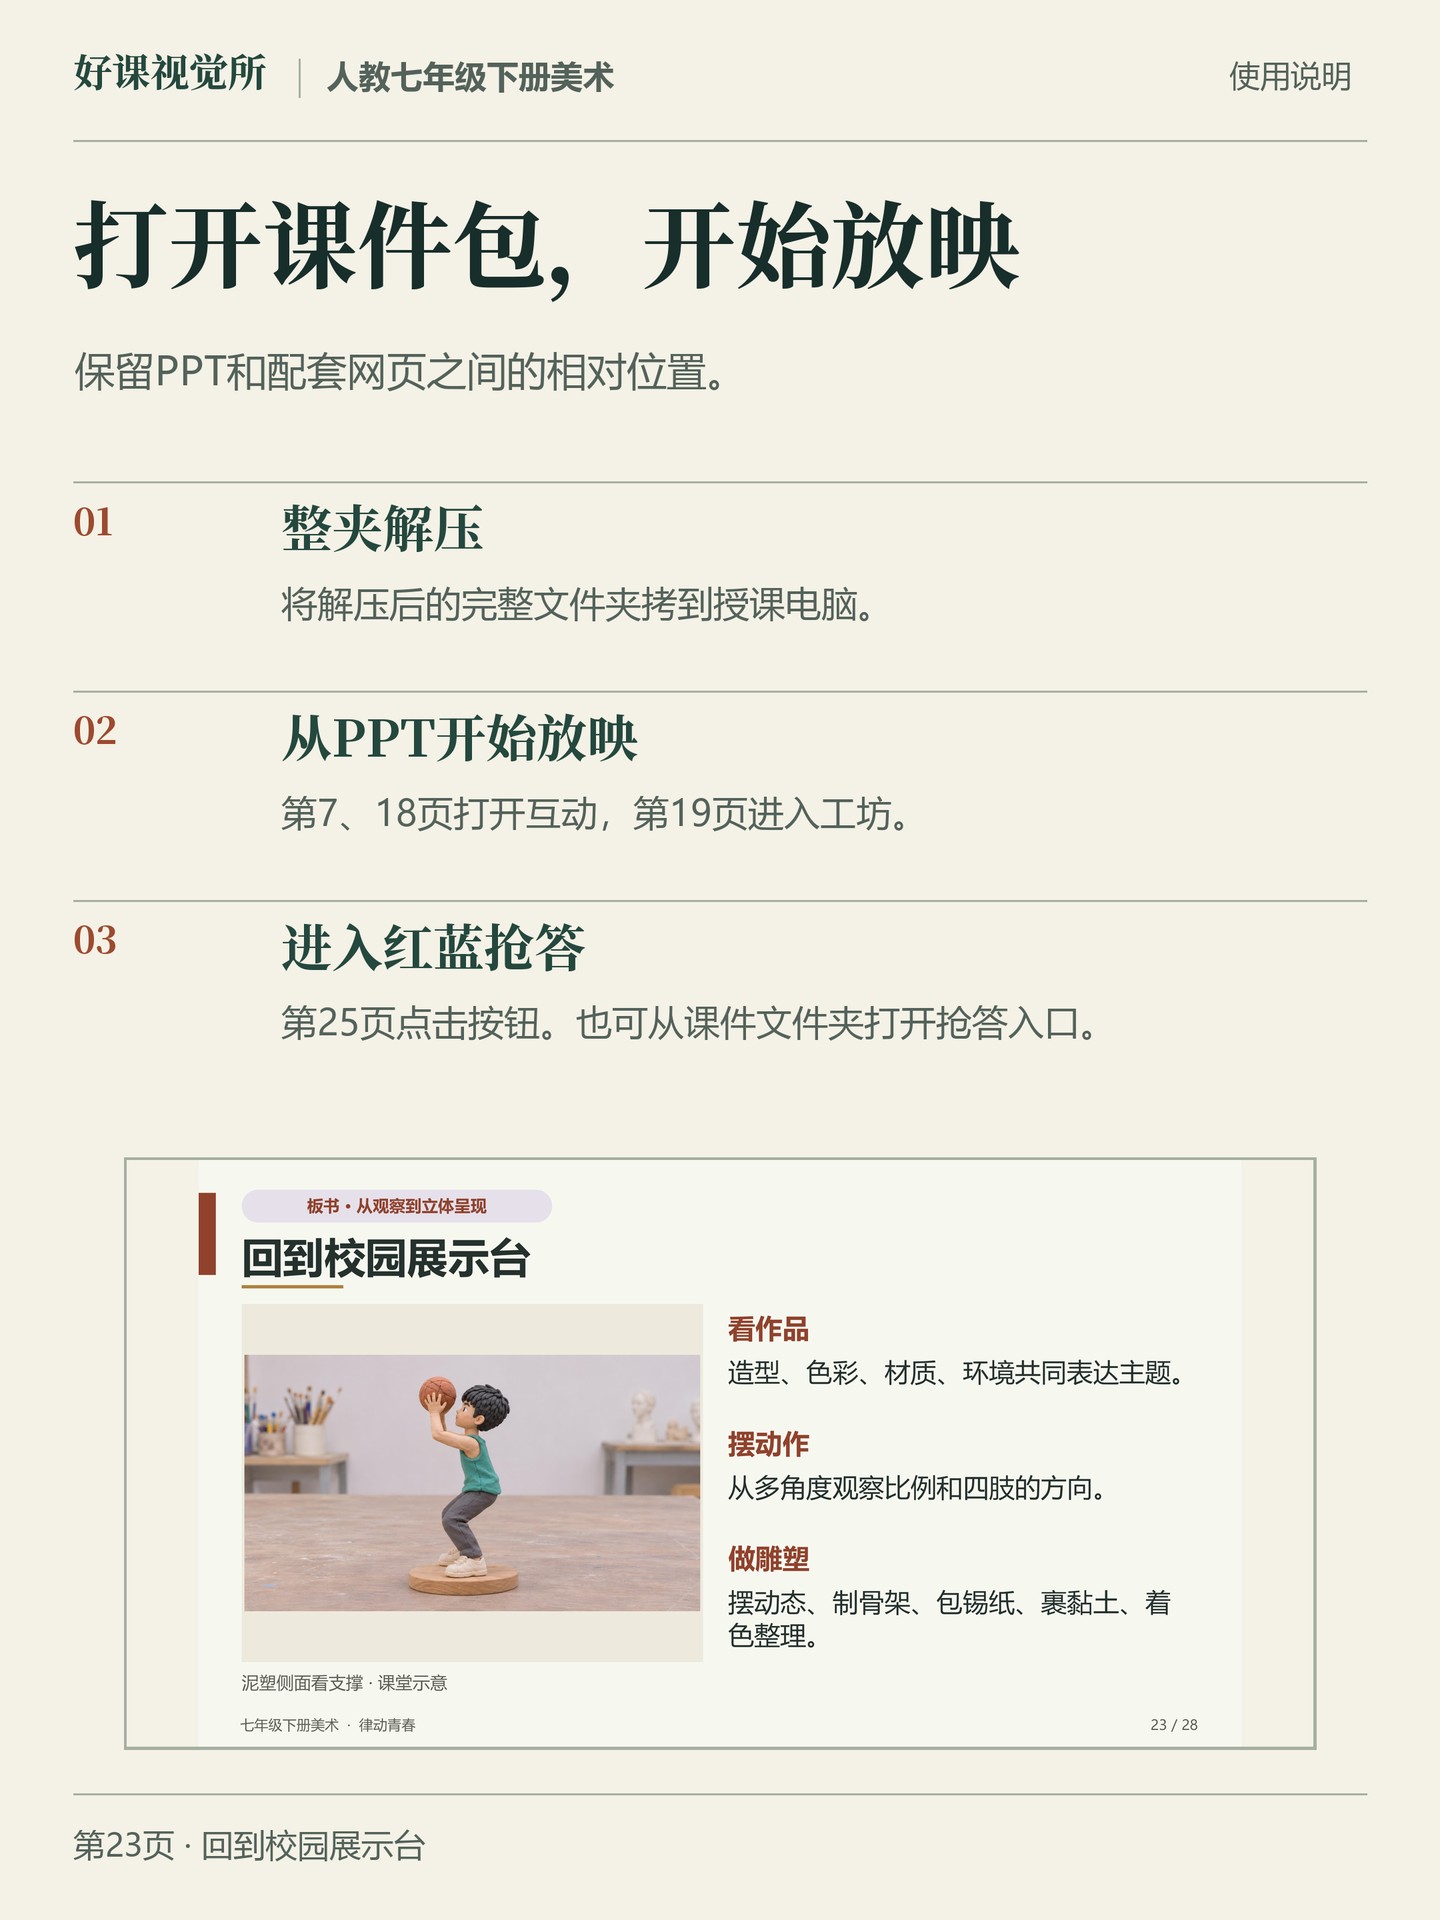 好课视觉所
人教七年级下册美术
使用说明
打开课件包，开始放映
保留PPT和配套网页之间的相对位置。
01
整夹解压
将解压后的完整文件夹拷到授课电脑。
02
从PPT开始放映
第7、18页打开互动，第19页进入工坊。
03
进入红蓝抢答
第25页点击按钮。也可从课件文件夹打开抢答入口。
板书·从观察到立体呈现
回到校园展示台
看作品
造型、色彩、材质、环境共同表达主题。
摆动作
从多角度观察比例和四肢的方向。
做雕塑
摆动态、制骨架、包锡纸、裹黏土、着
色整理。
泥塑侧面看支撑·课堂示意
七年级下册美术 · 律动青春
23 / 28
第23页·回到校园展示台